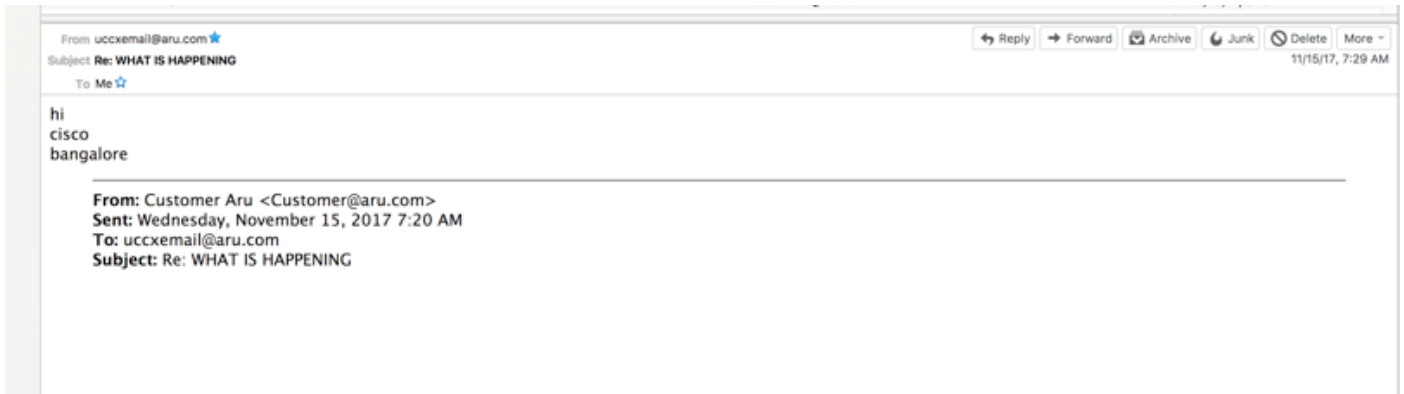 From uccxemail@aru.com
Reply Forward Archive Junk Delete More
Subject Re: WHAT IS HAPPENING
11/15/17, 7:29 AM
To Me
hi
cisco
bangalore
From: Customer Aru <Customer@aru.com>
Sent: Wednesday, November 15, 2017 7:20 AM
To: uccxemail@aru.com
Subject: Re: WHAT IS HAPPENING